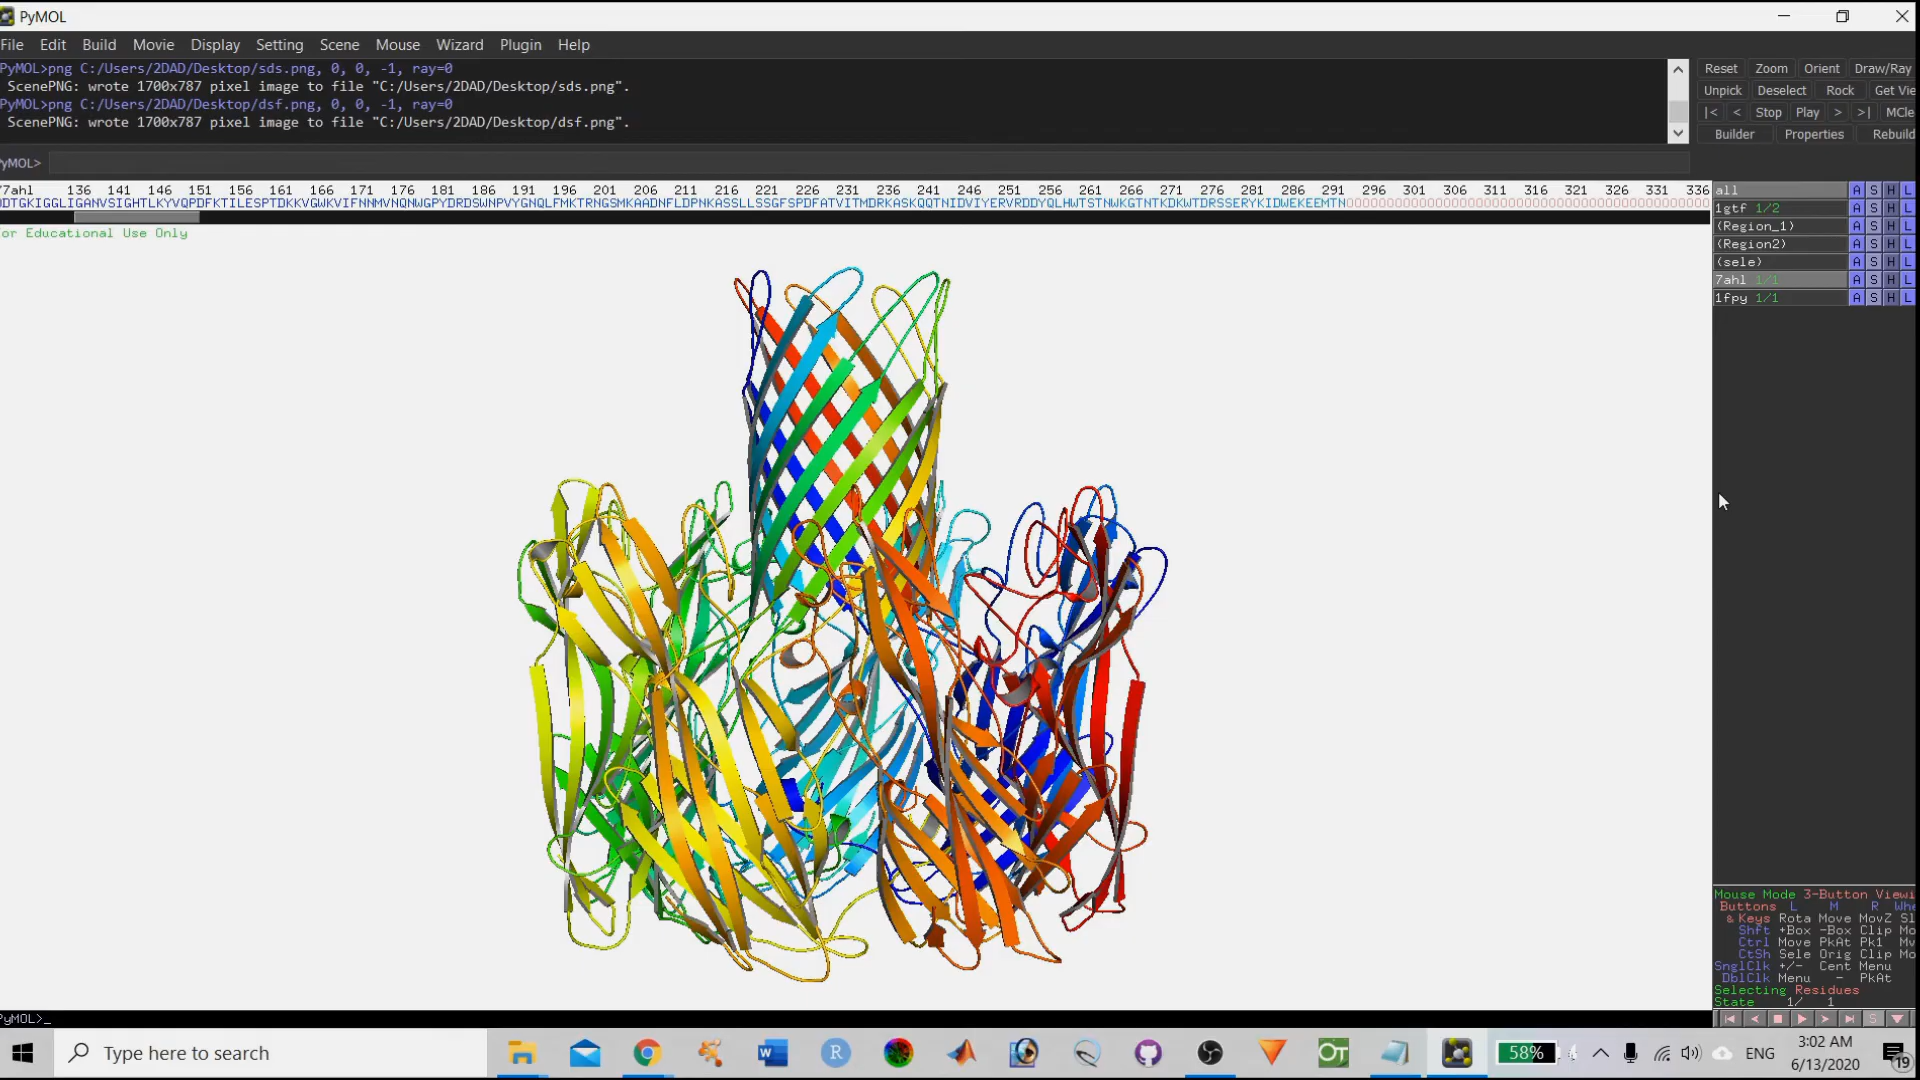 PyMOL
File Edit Build Movie Display Setting Scene Mouse Wizard Plugin Help
PyMOL>png C:/Users/2DAD/Desktop/sds.png, 0, 0, -1, ray=0
ScenePNG: wrote 1700x787 pixel image to file "C:/Users/2DAD/Desktop/sds.png".
PyMOL>png C:/Users/2DAD/Desktop/dsf.png, 0, 0, -1, ray=0
ScenePNG: wrote 1700x787 pixel image to file "C:/Users/2DAD/Desktop/dsf.png".
Reset Zoom Orient Draw/Ray
Unpick Deselect Rock Get Vie
|< < Stop Play > >| MCle
Builder Properties Rebuild
PyMOL>
/7ahl 136 141 146 151 156 161 166 171 176 181 186 191 196 201 206 211 216 221 226 231 236 241 246 251 256 261 266 271 276 281 286 291 296 301 306 311 316 321 326 331 336
DDTGKIGGLIGANVSIGHTLKYVQPDFKTILESPTDKKVGWKVIFNNMVNQNWGPYDRDSWNPVYGNQLFMKTRNGSMKAADNFLDPNKASSLLSSGFSPDFATVITMDRKASKQQTNIDVIYERVRDDYQLHWTSTNWKGTNTKDKWTDRSSERYKIDWEKEEMTNOOOOOOOOOOOOOOOOOOOOOOOOOOOOOOOOOOOOOOOOOOOOO
or Educational Use Only
all A S H L
1gtf 1/2 A S H L
(Region_1) A S H L
(Region2) A S H L
(sele) A S H L
7ahl 1/1 A S H L
1fpy 1/1 A S H L
Mouse Mode 3-Button Viewi
Buttons L M R Whe
& Keys Rota Move MovZ Sl
Shft +Box -Box Clip Mo
Ctrl Move PkAt Pk1 Mv
CtSh Sele Orig Clip Mo
SnglClk +/- Cent Menu
DblClk Menu - PkAt
Selecting Residues
State 1/ 1
PyMOL>_
S
Type here to search
58%
ENG
3:02 AM
6/13/2020
19